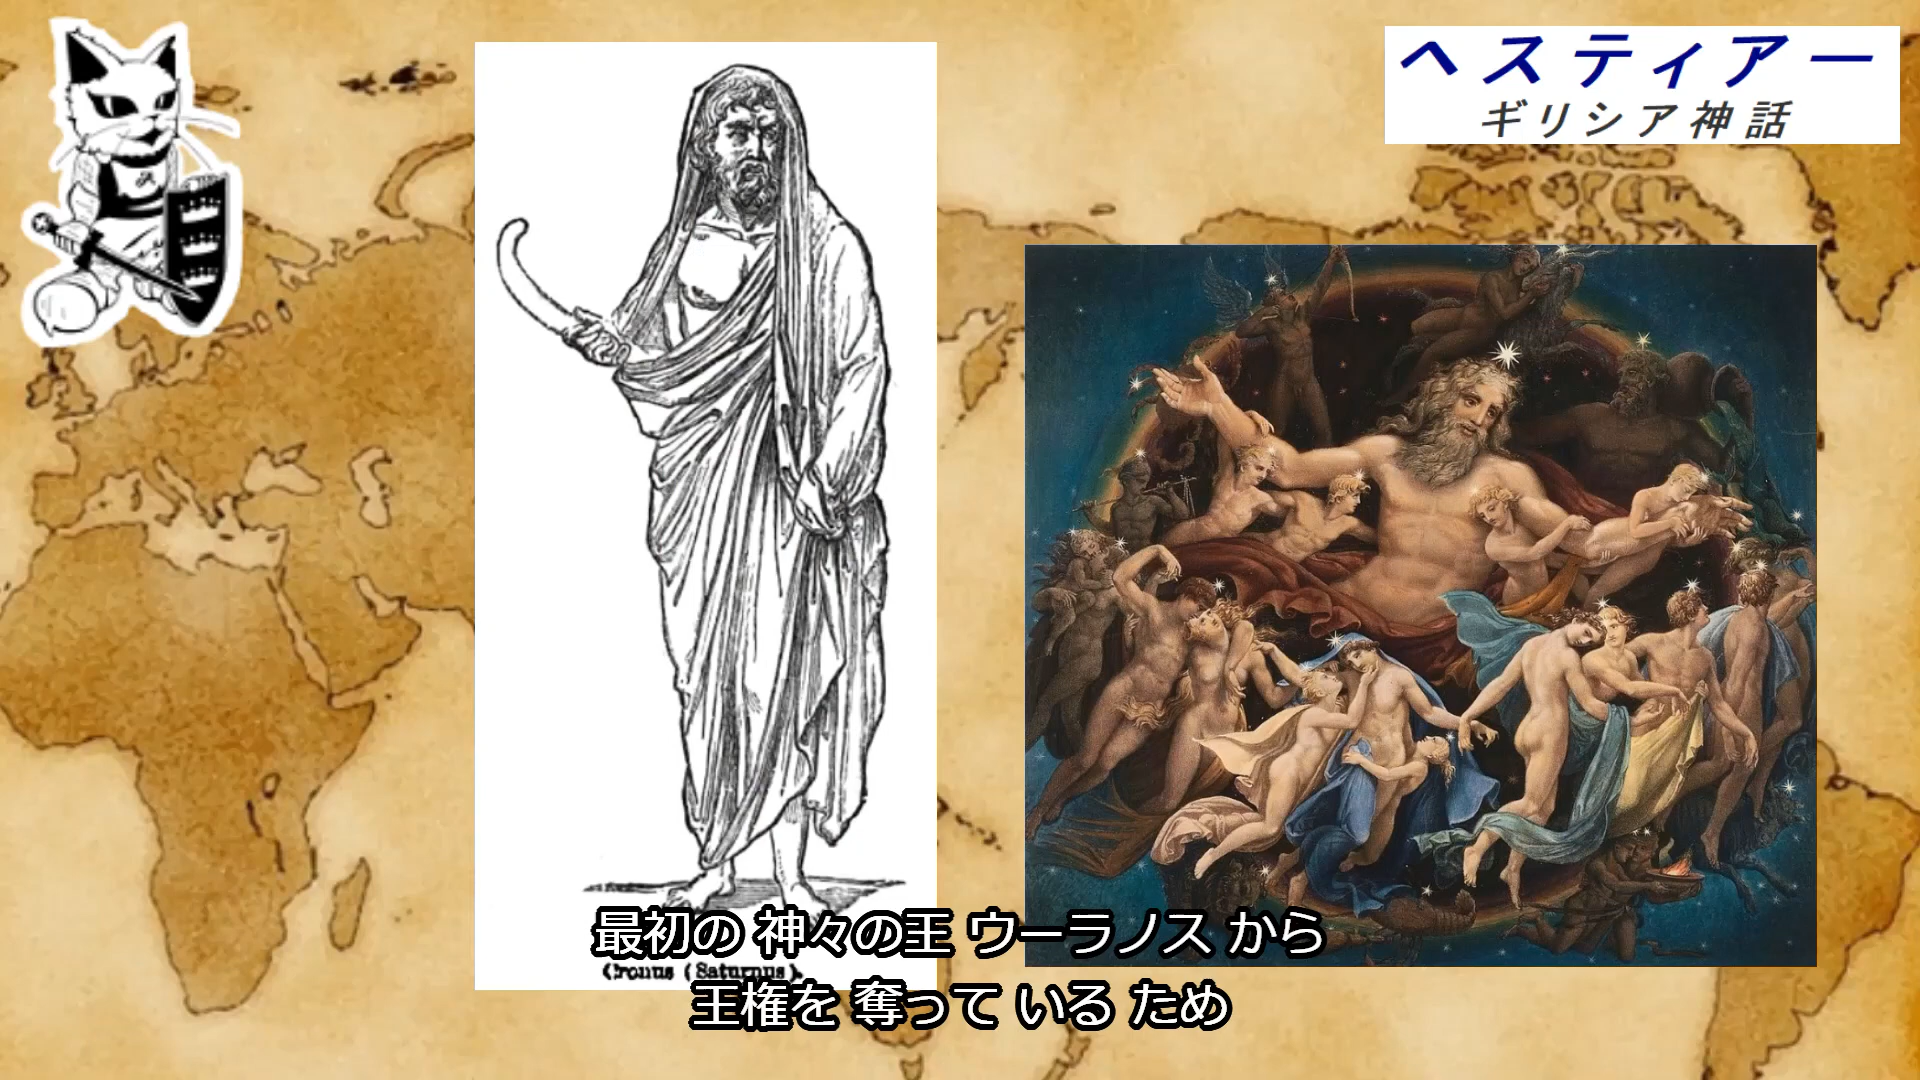 ヘスティアー
ギリシア神話
Cronus (Saturnus).
最初の 神々の王 ウーラノス から
王権を 奪って いる ため